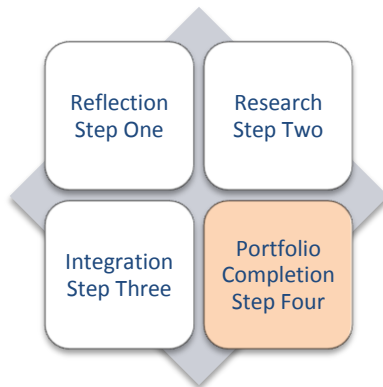 Reflection
Step One
Research
Step Two
Integration
Step Three
Portfolio
Completion
Step Four